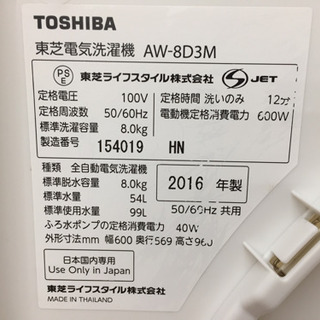 TOSHIBA
東芝電気洗濯機 AW-8D3M
PS
E
東芝ライフスタイル株式会社 JET
定格電圧 100V 定格時間 洗いのみ 12分
定格周波数 50/60Hz 電動機定格消費電力 600W
標準洗濯容量 8.0kg
製造番号 154019 HN
種類 全自動電気洗濯機
標準脱水容量 8.0kg 2016 年製
標準水量 54L
標準使用水量 99L 50/60Hz 共用
ふろ水ポンプの定格消費電力 40W
外形寸法mm 幅600 奥行569 高さ960
日本国内専用
Use Only in Japan
東芝ライフスタイル株式会社
MADE IN THAILAND